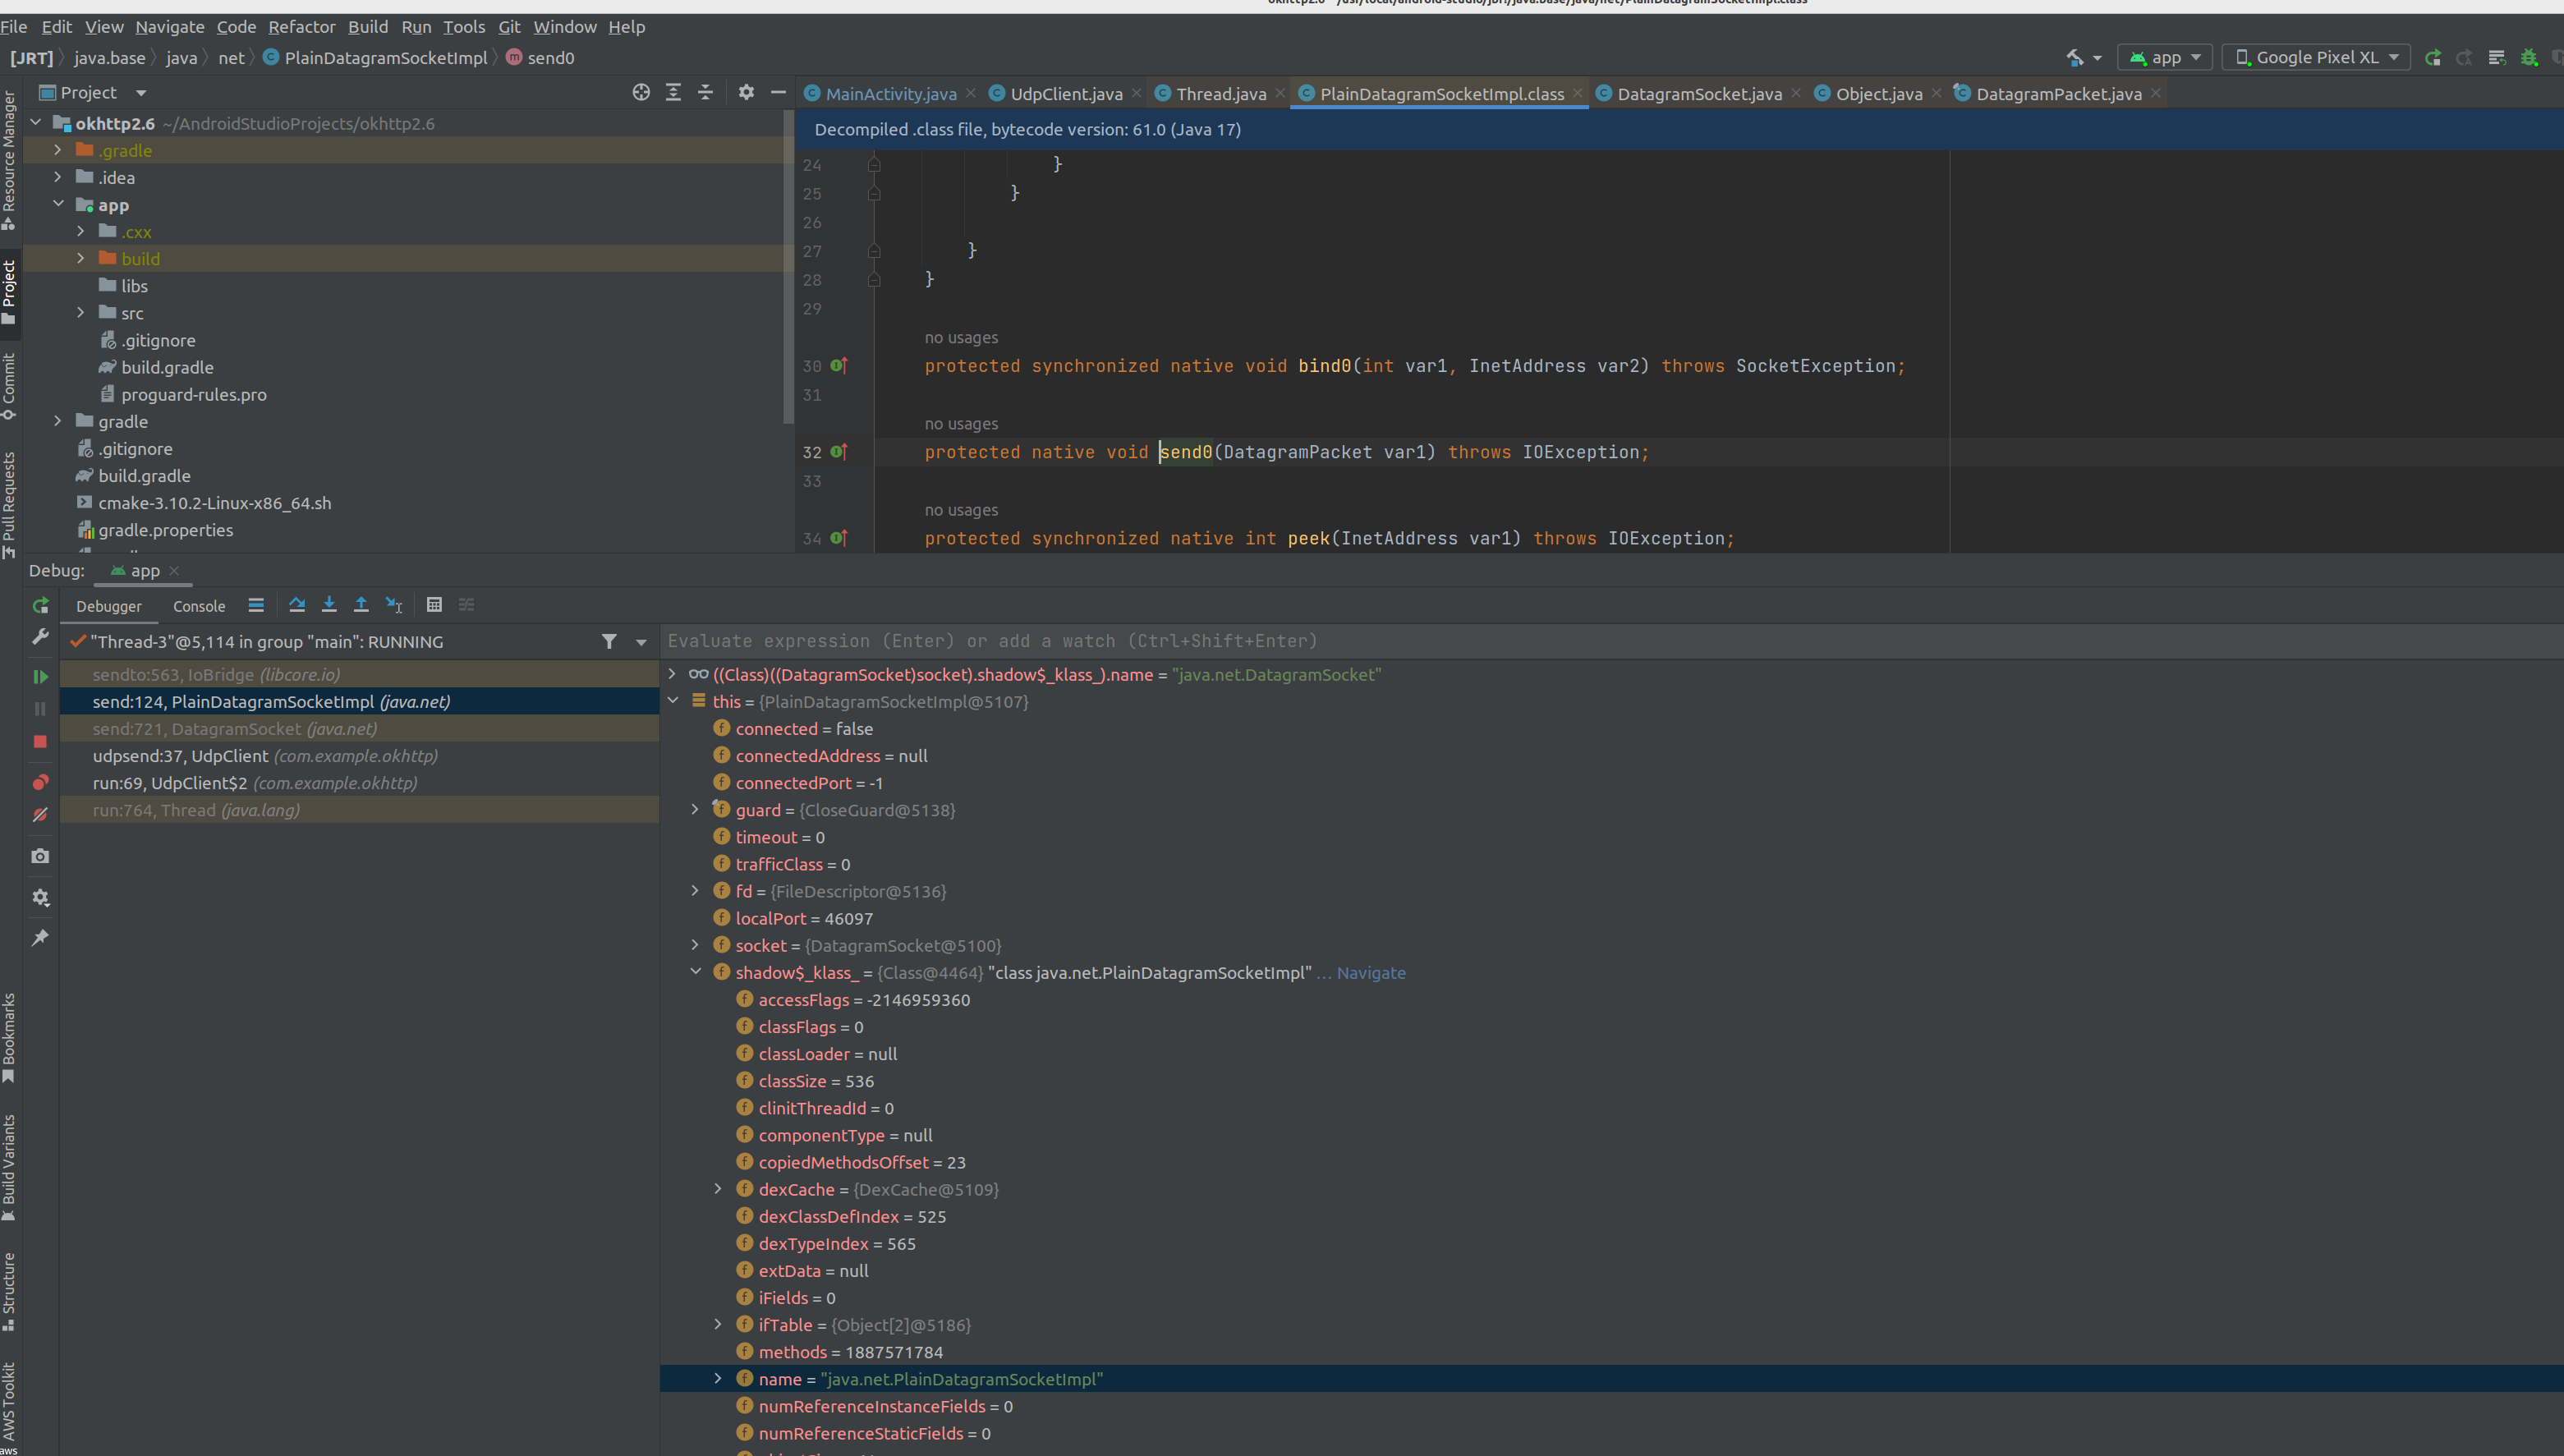 okhttp2.6 - /usr/local/android-studio/jbr!/java.base/java/net/PlainDatagramSocketImpl.class
File Edit View Navigate Code Refactor Build Run Tools Git Window Help
[JRT] java.base java net PlainDatagramSocketImpl send0
app Google Pixel XL
Project
MainActivity.java UdpClient.java Thread.java PlainDatagramSocketImpl.class DatagramSocket.java Object.java DatagramPacket.java
Decompiled .class file, bytecode version: 61.0 (Java 17)
Resource Manager
Project
Commit
Pull Requests
Bookmarks
Build Variants
Structure
AWS Toolkit
aws
okhttp2.6 ~/AndroidStudioProjects/okhttp2.6
.gradle
.idea
app
.cxx
build
libs
src
.gitignore
build.gradle
proguard-rules.pro
gradle
.gitignore
build.gradle
cmake-3.10.2-Linux-x86_64.sh
gradle.properties
24 }
25 }
26
27 }
28 }
29
no usages
30 protected synchronized native void bind0(int var1, InetAddress var2) throws SocketException;
31
no usages
32 protected native void send0(DatagramPacket var1) throws IOException;
33
no usages
34 protected synchronized native int peek(InetAddress var1) throws IOException;
Debug: app
Debugger Console
"Thread-3"@5,114 in group "main": RUNNING
sendto:563, IoBridge (libcore.io)
send:124, PlainDatagramSocketImpl (java.net)
send:721, DatagramSocket (java.net)
udpsend:37, UdpClient (com.example.okhttp)
run:69, UdpClient$2 (com.example.okhttp)
run:764, Thread (java.lang)
Evaluate expression (Enter) or add a watch (Ctrl+Shift+Enter)
((Class)((DatagramSocket)socket).shadow$_klass_).name = "java.net.DatagramSocket"
this = {PlainDatagramSocketImpl@5107}
connected = false
connectedAddress = null
connectedPort = -1
guard = {CloseGuard@5138}
timeout = 0
trafficClass = 0
fd = {FileDescriptor@5136}
localPort = 46097
socket = {DatagramSocket@5100}
shadow$_klass_ = {Class@4464} "class java.net.PlainDatagramSocketImpl" ... Navigate
accessFlags = -2146959360
classFlags = 0
classLoader = null
classSize = 536
clinitThreadId = 0
componentType = null
copiedMethodsOffset = 23
dexCache = {DexCache@5109}
dexClassDefIndex = 525
dexTypeIndex = 565
extData = null
iFields = 0
ifTable = {Object[2]@5186}
methods = 1887571784
name = "java.net.PlainDatagramSocketImpl"
numReferenceInstanceFields = 0
numReferenceStaticFields = 0